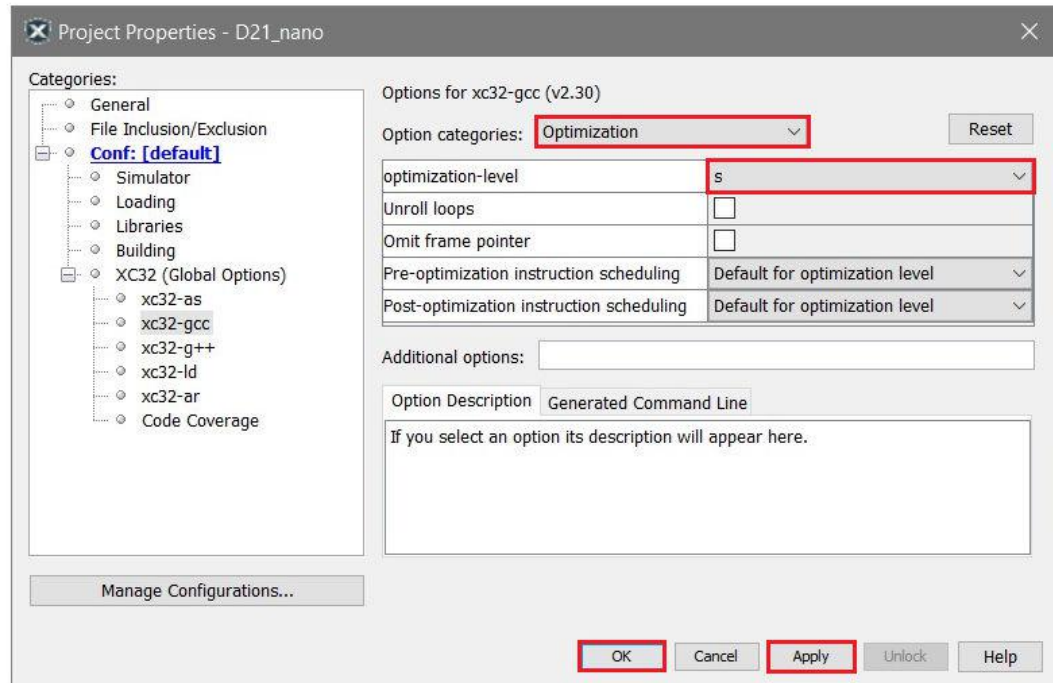 Project Properties - D21_nano
Categories:
General
File Inclusion/Exclusion
Conf: [default]
Simulator
Loading
Libraries
Building
XC32 (Global Options)
xc32-as
xc32-gcc
xc32-g++
xc32-ld
xc32-ar
Code Coverage
Manage Configurations...
Options for xc32-gcc (v2.30)
Option categories: Optimization Reset
optimization-level s
Unroll loops
Omit frame pointer
Pre-optimization instruction scheduling Default for optimization level
Post-optimization instruction scheduling Default for optimization level
Additional options:
Option Description Generated Command Line
If you select an option its description will appear here.
OK Cancel Apply Unlock Help